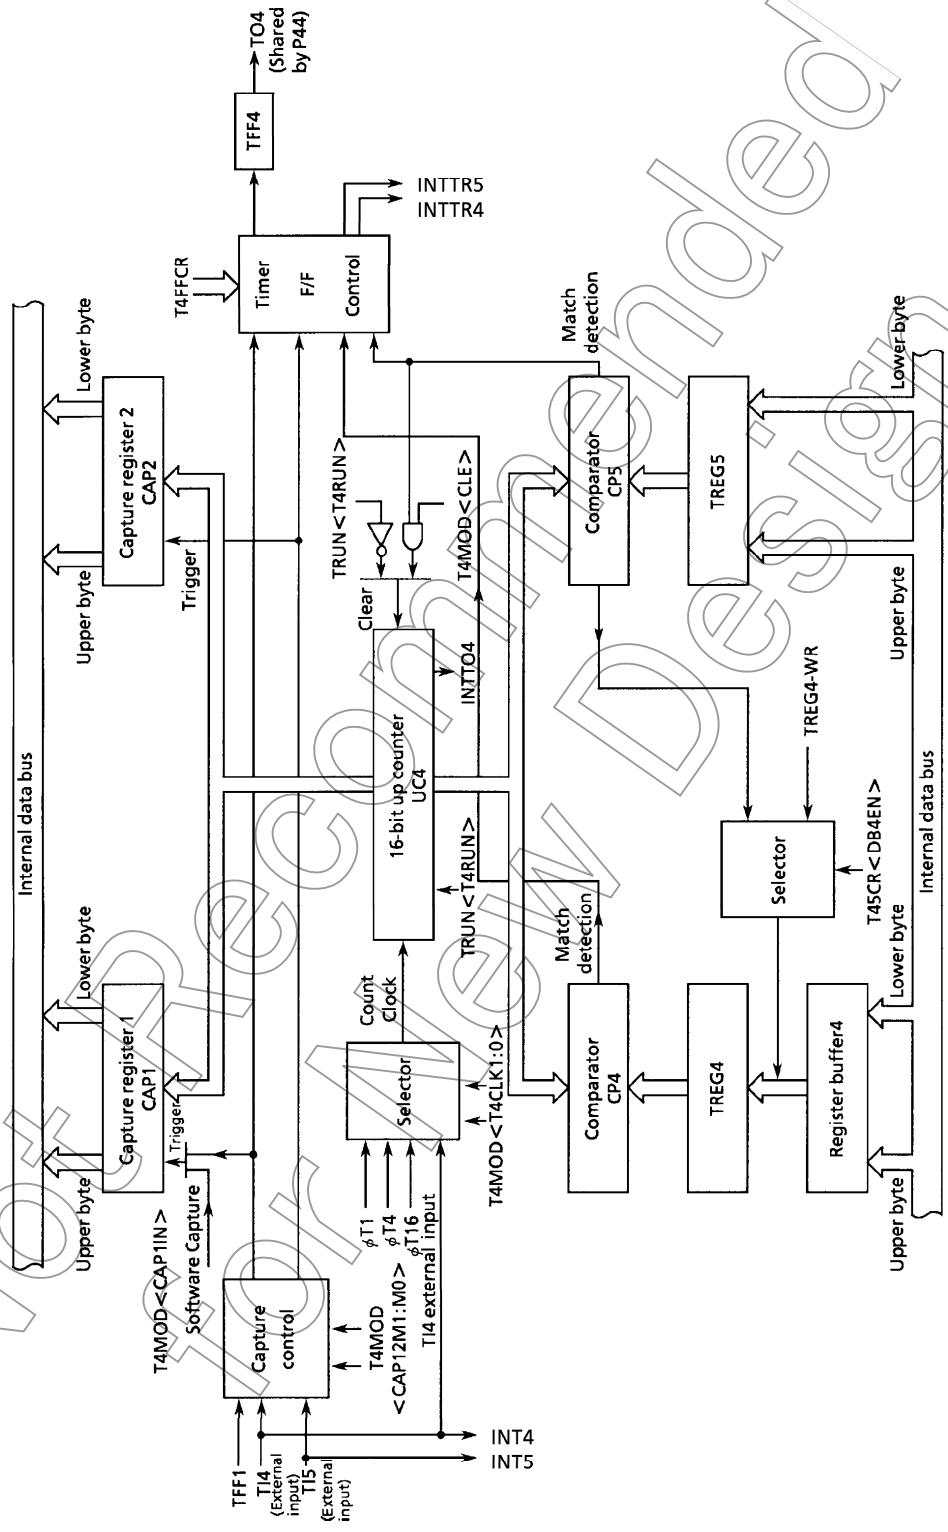 Internal data bus
Upper byte
Lower byte
Upper byte
Lower byte
Capture register 1
CAP1
Capture register 2
CAP2
T4MOD<CAP1IN>
Software Capture
Trigger
Trigger
TFF1
TI4
(External
input)
TI5
(External
input)
Capture
control
T4MOD
<CAP12M1:M0>
INT4
INT5
T4FFCR
Timer
F/F
Control
TFF4
TO4
(Shared
by P44)
INTTR5
INTTR4
φT1
φT4
φT16
TI4 external input
Selector
T4MOD<T4CLK1:0>
Count
Clock
16-bit up counter
UC4
TRUN<T4RUN>
INTTO4
Clear
TRUN<T4RUN>
T4MOD<CLE>
Match
detection
Match
detection
Comparator
CP4
Comparator
CP5
TREG4
TREG5
Register buffer4
Selector
TREG4-WR
T45CR<DB4EN>
Upper byte
Lower byte
Upper byte
Lower byte
Internal data bus
Not Recommended
for New Design